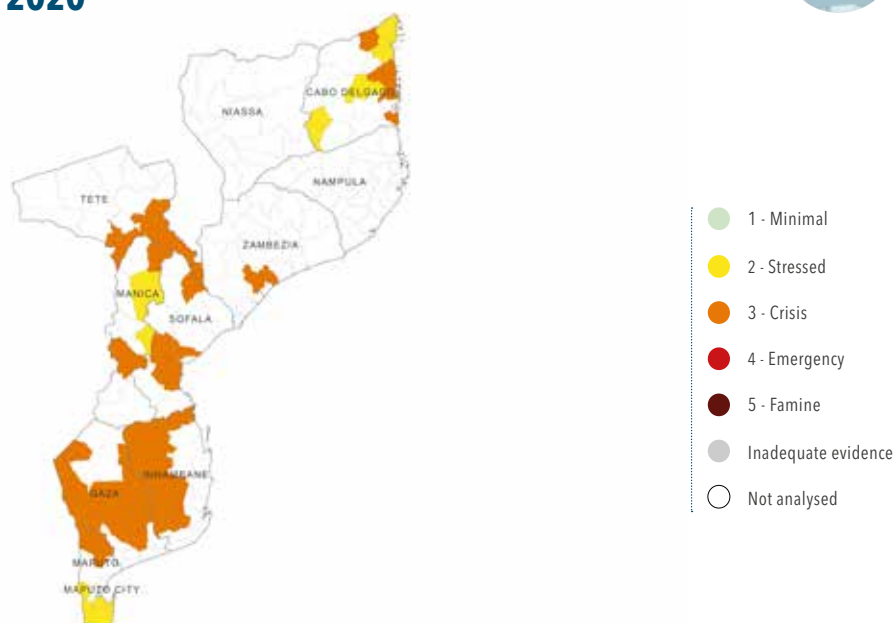 2020
CABO DELGADO
NIASSA
NAMPULA
TETE
ZAMBEZIA
MANICA
SOFALA
INHAMBANE
GAZA
MAPUTO
MAPUTO CITY
1 - Minimal
2 - Stressed
3 - Crisis
4 - Emergency
5 - Famine
Inadequate evidence
Not analysed